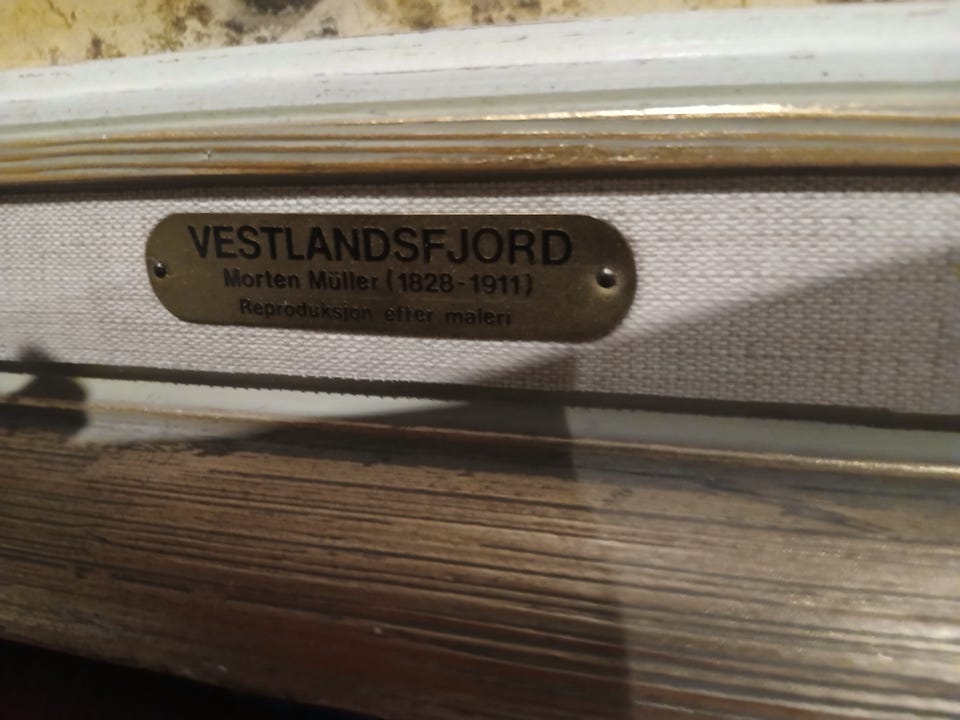 VESTLANDSFJORD
Morten Müller (1828-1911)
Reproduksjon efter maleri